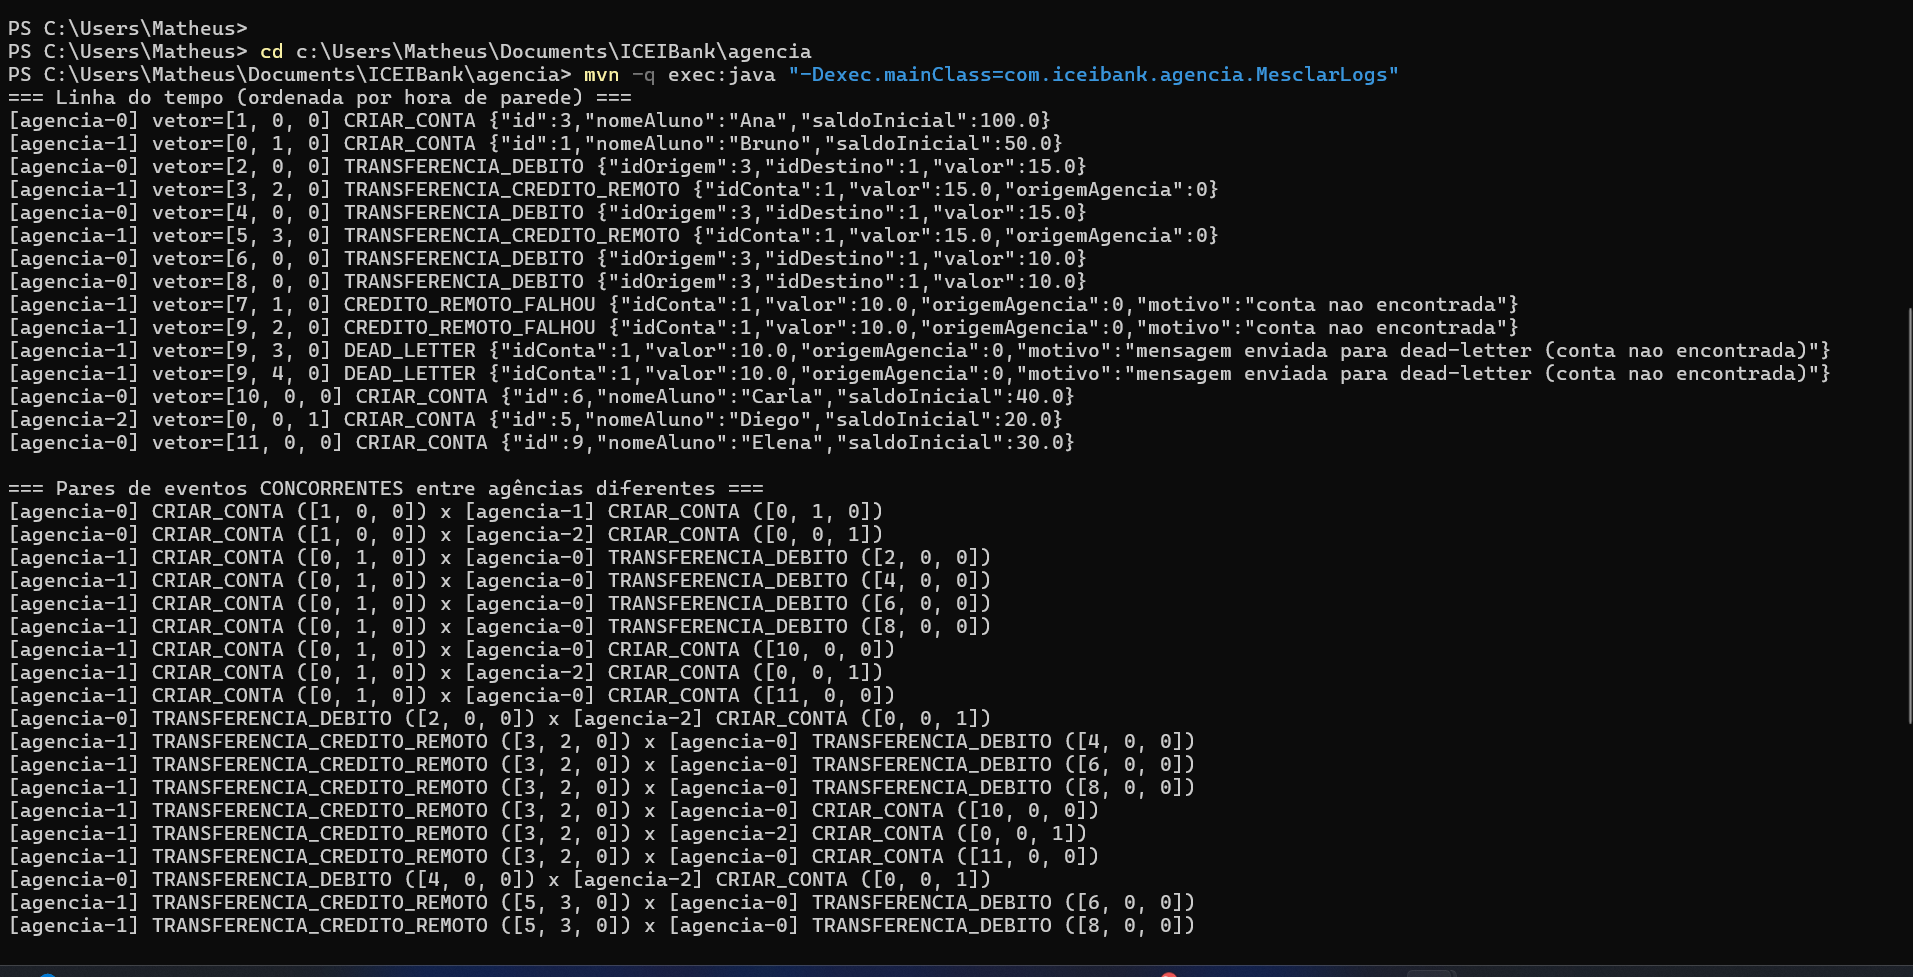 PS C:\Users\Matheus>
PS C:\Users\Matheus> cd c:\Users\Matheus\Documents\ICEIBank\agencia
PS C:\Users\Matheus\Documents\ICEIBank\agencia> mvn -q exec:java "-Dexec.mainClass=com.iceibank.agencia.MesclarLogs"
=== Linha do tempo (ordenada por hora de parede) ===
[agencia-0] vetor=[1, 0, 0] CRIAR_CONTA {"id":3,"nomeAluno":"Ana","saldoInicial":100.0}
[agencia-1] vetor=[0, 1, 0] CRIAR_CONTA {"id":1,"nomeAluno":"Bruno","saldoInicial":50.0}
[agencia-0] vetor=[2, 0, 0] TRANSFERENCIA_DEBITO {"idOrigem":3,"idDestino":1,"valor":15.0}
[agencia-1] vetor=[3, 2, 0] TRANSFERENCIA_CREDITO_REMOTO {"idConta":1,"valor":15.0,"origemAgencia":0}
[agencia-0] vetor=[4, 0, 0] TRANSFERENCIA_DEBITO {"idOrigem":3,"idDestino":1,"valor":15.0}
[agencia-1] vetor=[5, 3, 0] TRANSFERENCIA_CREDITO_REMOTO {"idConta":1,"valor":15.0,"origemAgencia":0}
[agencia-0] vetor=[6, 0, 0] TRANSFERENCIA_DEBITO {"idOrigem":3,"idDestino":1,"valor":10.0}
[agencia-0] vetor=[8, 0, 0] TRANSFERENCIA_DEBITO {"idOrigem":3,"idDestino":1,"valor":10.0}
[agencia-1] vetor=[7, 1, 0] CREDITO_REMOTO_FALHOU {"idConta":1,"valor":10.0,"origemAgencia":0,"motivo":"conta nao encontrada"}
[agencia-1] vetor=[9, 2, 0] CREDITO_REMOTO_FALHOU {"idConta":1,"valor":10.0,"origemAgencia":0,"motivo":"conta nao encontrada"}
[agencia-1] vetor=[9, 3, 0] DEAD_LETTER {"idConta":1,"valor":10.0,"origemAgencia":0,"motivo":"mensagem enviada para dead-letter (conta nao encontrada)"}
[agencia-1] vetor=[9, 4, 0] DEAD_LETTER {"idConta":1,"valor":10.0,"origemAgencia":0,"motivo":"mensagem enviada para dead-letter (conta nao encontrada)"}
[agencia-0] vetor=[10, 0, 0] CRIAR_CONTA {"id":6,"nomeAluno":"Carla","saldoInicial":40.0}
[agencia-2] vetor=[0, 0, 1] CRIAR_CONTA {"id":5,"nomeAluno":"Diego","saldoInicial":20.0}
[agencia-0] vetor=[11, 0, 0] CRIAR_CONTA {"id":9,"nomeAluno":"Elena","saldoInicial":30.0}
=== Pares de eventos CONCORRENTES entre agências diferentes ===
[agencia-0] CRIAR_CONTA ([1, 0, 0]) x [agencia-1] CRIAR_CONTA ([0, 1, 0])
[agencia-0] CRIAR_CONTA ([1, 0, 0]) x [agencia-2] CRIAR_CONTA ([0, 0, 1])
[agencia-1] CRIAR_CONTA ([0, 1, 0]) x [agencia-0] TRANSFERENCIA_DEBITO ([2, 0, 0])
[agencia-1] CRIAR_CONTA ([0, 1, 0]) x [agencia-0] TRANSFERENCIA_DEBITO ([4, 0, 0])
[agencia-1] CRIAR_CONTA ([0, 1, 0]) x [agencia-0] TRANSFERENCIA_DEBITO ([6, 0, 0])
[agencia-1] CRIAR_CONTA ([0, 1, 0]) x [agencia-0] TRANSFERENCIA_DEBITO ([8, 0, 0])
[agencia-1] CRIAR_CONTA ([0, 1, 0]) x [agencia-0] CRIAR_CONTA ([10, 0, 0])
[agencia-1] CRIAR_CONTA ([0, 1, 0]) x [agencia-2] CRIAR_CONTA ([0, 0, 1])
[agencia-1] CRIAR_CONTA ([0, 1, 0]) x [agencia-0] CRIAR_CONTA ([11, 0, 0])
[agencia-0] TRANSFERENCIA_DEBITO ([2, 0, 0]) x [agencia-2] CRIAR_CONTA ([0, 0, 1])
[agencia-1] TRANSFERENCIA_CREDITO_REMOTO ([3, 2, 0]) x [agencia-0] TRANSFERENCIA_DEBITO ([4, 0, 0])
[agencia-1] TRANSFERENCIA_CREDITO_REMOTO ([3, 2, 0]) x [agencia-0] TRANSFERENCIA_DEBITO ([6, 0, 0])
[agencia-1] TRANSFERENCIA_CREDITO_REMOTO ([3, 2, 0]) x [agencia-0] TRANSFERENCIA_DEBITO ([8, 0, 0])
[agencia-1] TRANSFERENCIA_CREDITO_REMOTO ([3, 2, 0]) x [agencia-0] CRIAR_CONTA ([10, 0, 0])
[agencia-1] TRANSFERENCIA_CREDITO_REMOTO ([3, 2, 0]) x [agencia-2] CRIAR_CONTA ([0, 0, 1])
[agencia-1] TRANSFERENCIA_CREDITO_REMOTO ([3, 2, 0]) x [agencia-0] CRIAR_CONTA ([11, 0, 0])
[agencia-0] TRANSFERENCIA_DEBITO ([4, 0, 0]) x [agencia-2] CRIAR_CONTA ([0, 0, 1])
[agencia-1] TRANSFERENCIA_CREDITO_REMOTO ([5, 3, 0]) x [agencia-0] TRANSFERENCIA_DEBITO ([6, 0, 0])
[agencia-1] TRANSFERENCIA_CREDITO_REMOTO ([5, 3, 0]) x [agencia-0] TRANSFERENCIA_DEBITO ([8, 0, 0])